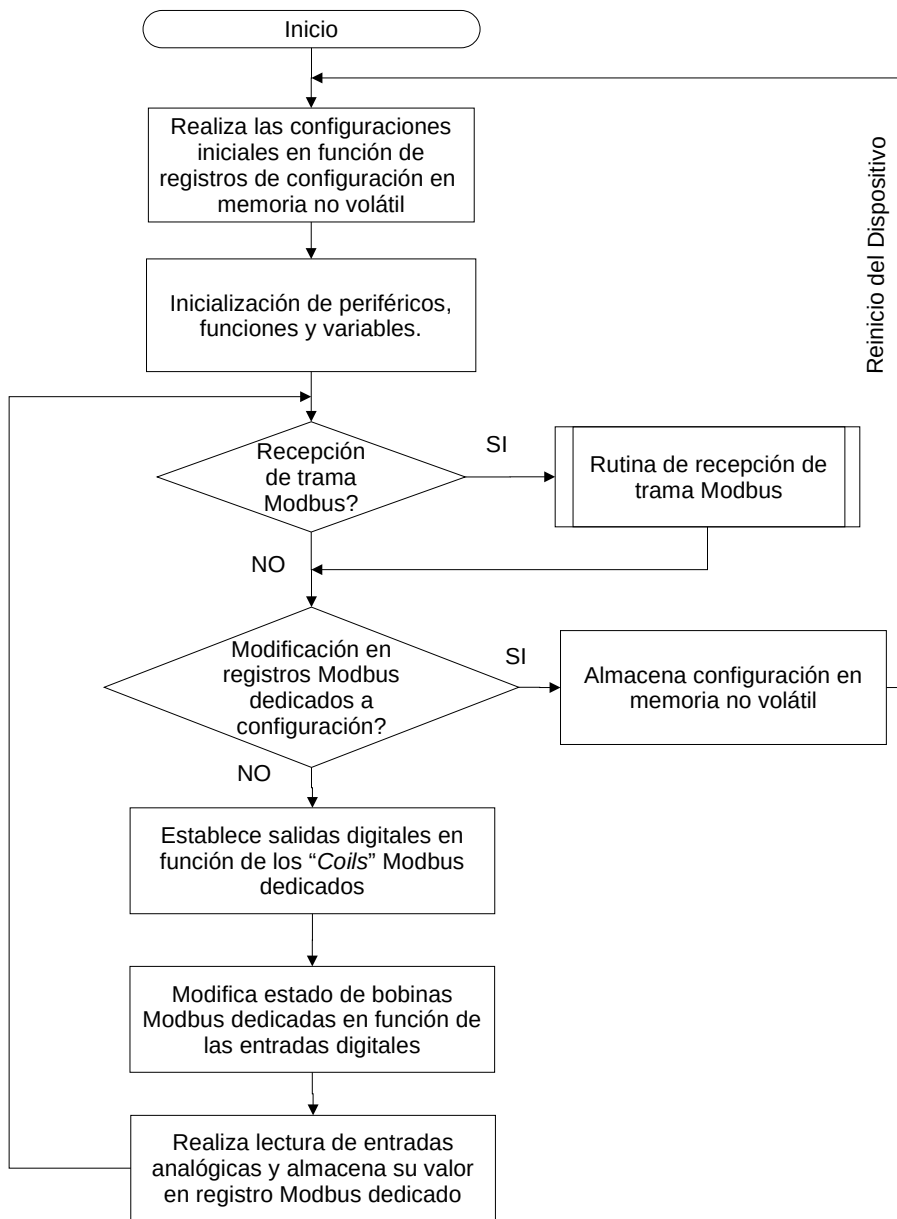 Inicio
Realiza las configuraciones
iniciales en función de
registros de configuración en
memoria no volátil
Reinicio del Dispositivo
Inicialización de periféricos,
funciones y variables.
Recepción
de trama
Modbus?
SI
Rutina de recepción de
trama Modbus
NO
Modificación en
registros Modbus
dedicados a
configuración?
SI
Almacena configuración en
memoria no volátil
NO
Establece salidas digitales en
función de los “Coils” Modbus
dedicados
Modifica estado de bobinas
Modbus dedicadas en función de
las entradas digitales
Realiza lectura de entradas
analógicas y almacena su valor
en registro Modbus dedicado